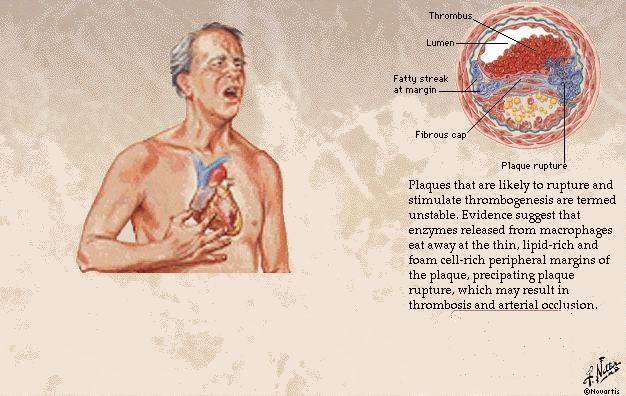 Thrombus
Lumen
Fatty streak
at margin
Fibrous cap
Plaque rupture
Plaques that are likely to rupture and
stimulate thrombogenesis are termed
unstable. Evidence suggest that
enzymes released from macrophages
eat away at the thin, lipid-rich and
foam cell-rich peripheral margins of
the plaque, precipating plaque
rupture, which may result in
thrombosis and arterial occlusion.
©Novartis